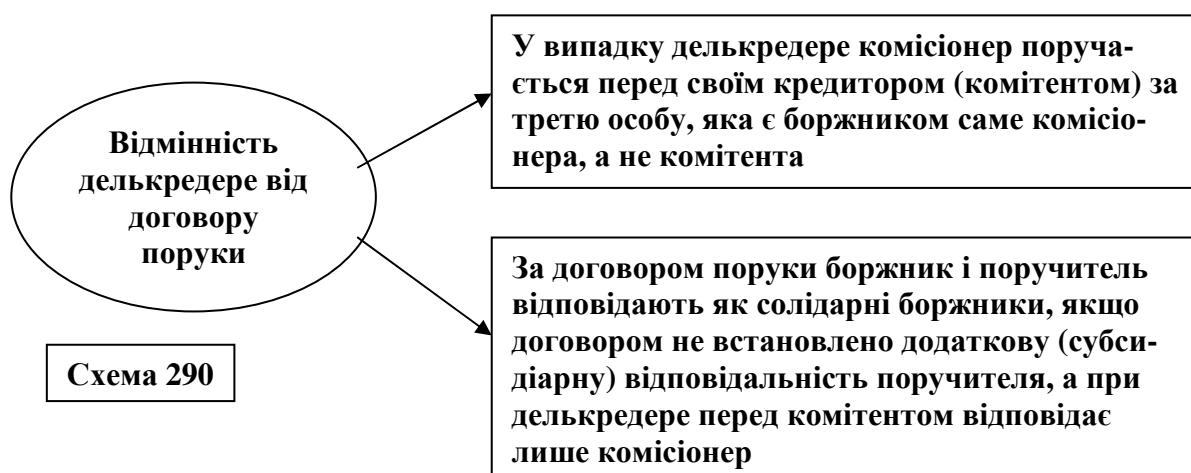 Відмінність
делькредере від
договору
поруки
У випадку делькредере комісіонер поруча-
ється перед своїм кредитором (комітентом) за
третю особу, яка є боржником саме комісіо-
нера, а не комітента
За договором поруки боржник і поручитель
відповідають як солідарні боржники, якщо
договором не встановлено додаткову (субси-
діарну) відповідальність поручителя, а при
делькредере перед комітентом відповідає
лише комісіонер
Схема 290